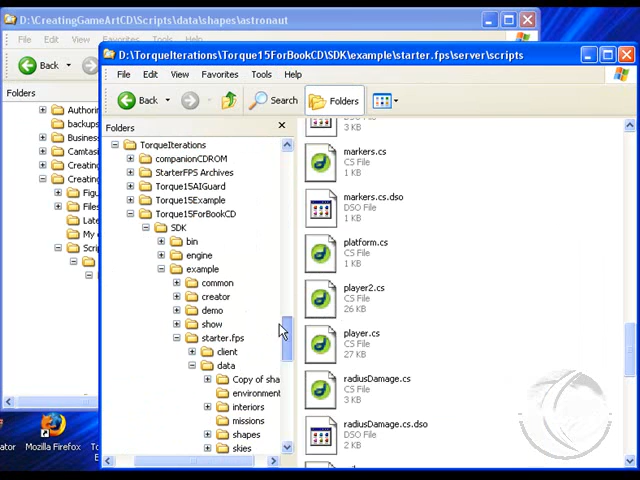 D:\CreatingGameArtCD\Scripts\data\shapes\astronaut
File Edit View Favorites Tools Help
Back
Folders
Authorin
backups
Busines
Camtas
Creating
Creating
Fig
Files
Late
My
Scrip
D:\TorqueIterations\Torque15ForBookCD\SDK\example\starter.fps\server\scripts
File Edit View Favorites Tools Help
Back Search Folders
Folders
TorqueIterations
companionCDROM
StarterFPS Archives
Torque15AIGuard
Torque15Example
Torque15ForBookCD
SDK
bin
engine
example
common
creator
demo
show
starter.fps
client
data
Copy of sha
environment
interiors
missions
shapes
skies
3 KB
markers.cs
CS File
1 KB
markers.cs.dso
DSO File
1 KB
platform.cs
CS File
1 KB
player2.cs
CS File
26 KB
player.cs
CS File
27 KB
radiusDamage.cs
CS File
3 KB
radiusDamage.cs.dso
DSO File
2 KB
ator
Mozilla Firefox